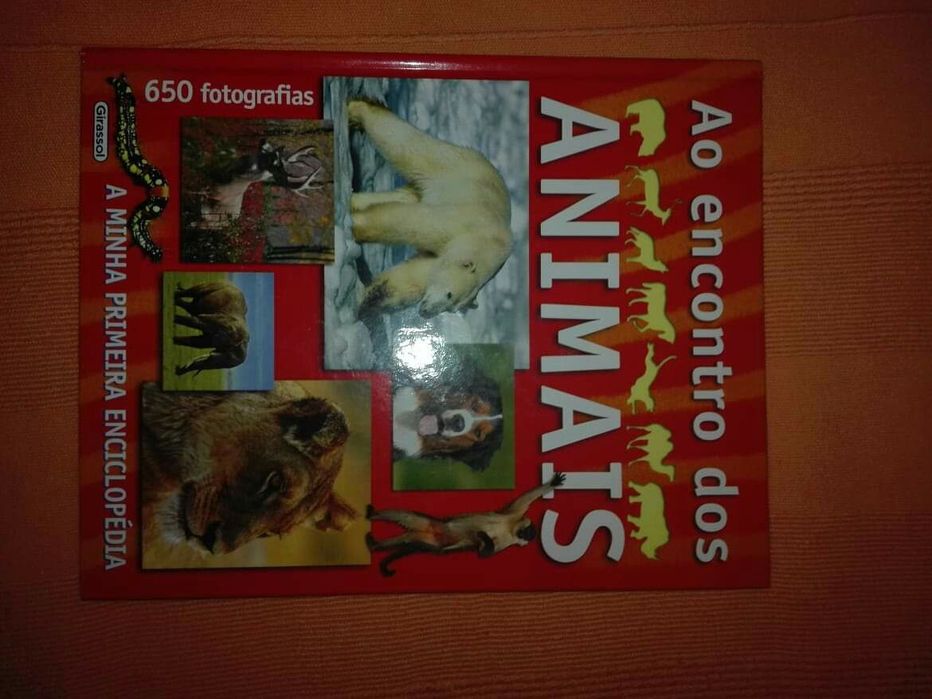 Ao encontro dos
ANIMAIS
650 fotografias
A MINHA PRIMEIRA ENCICLOPÉDIA
Girassol